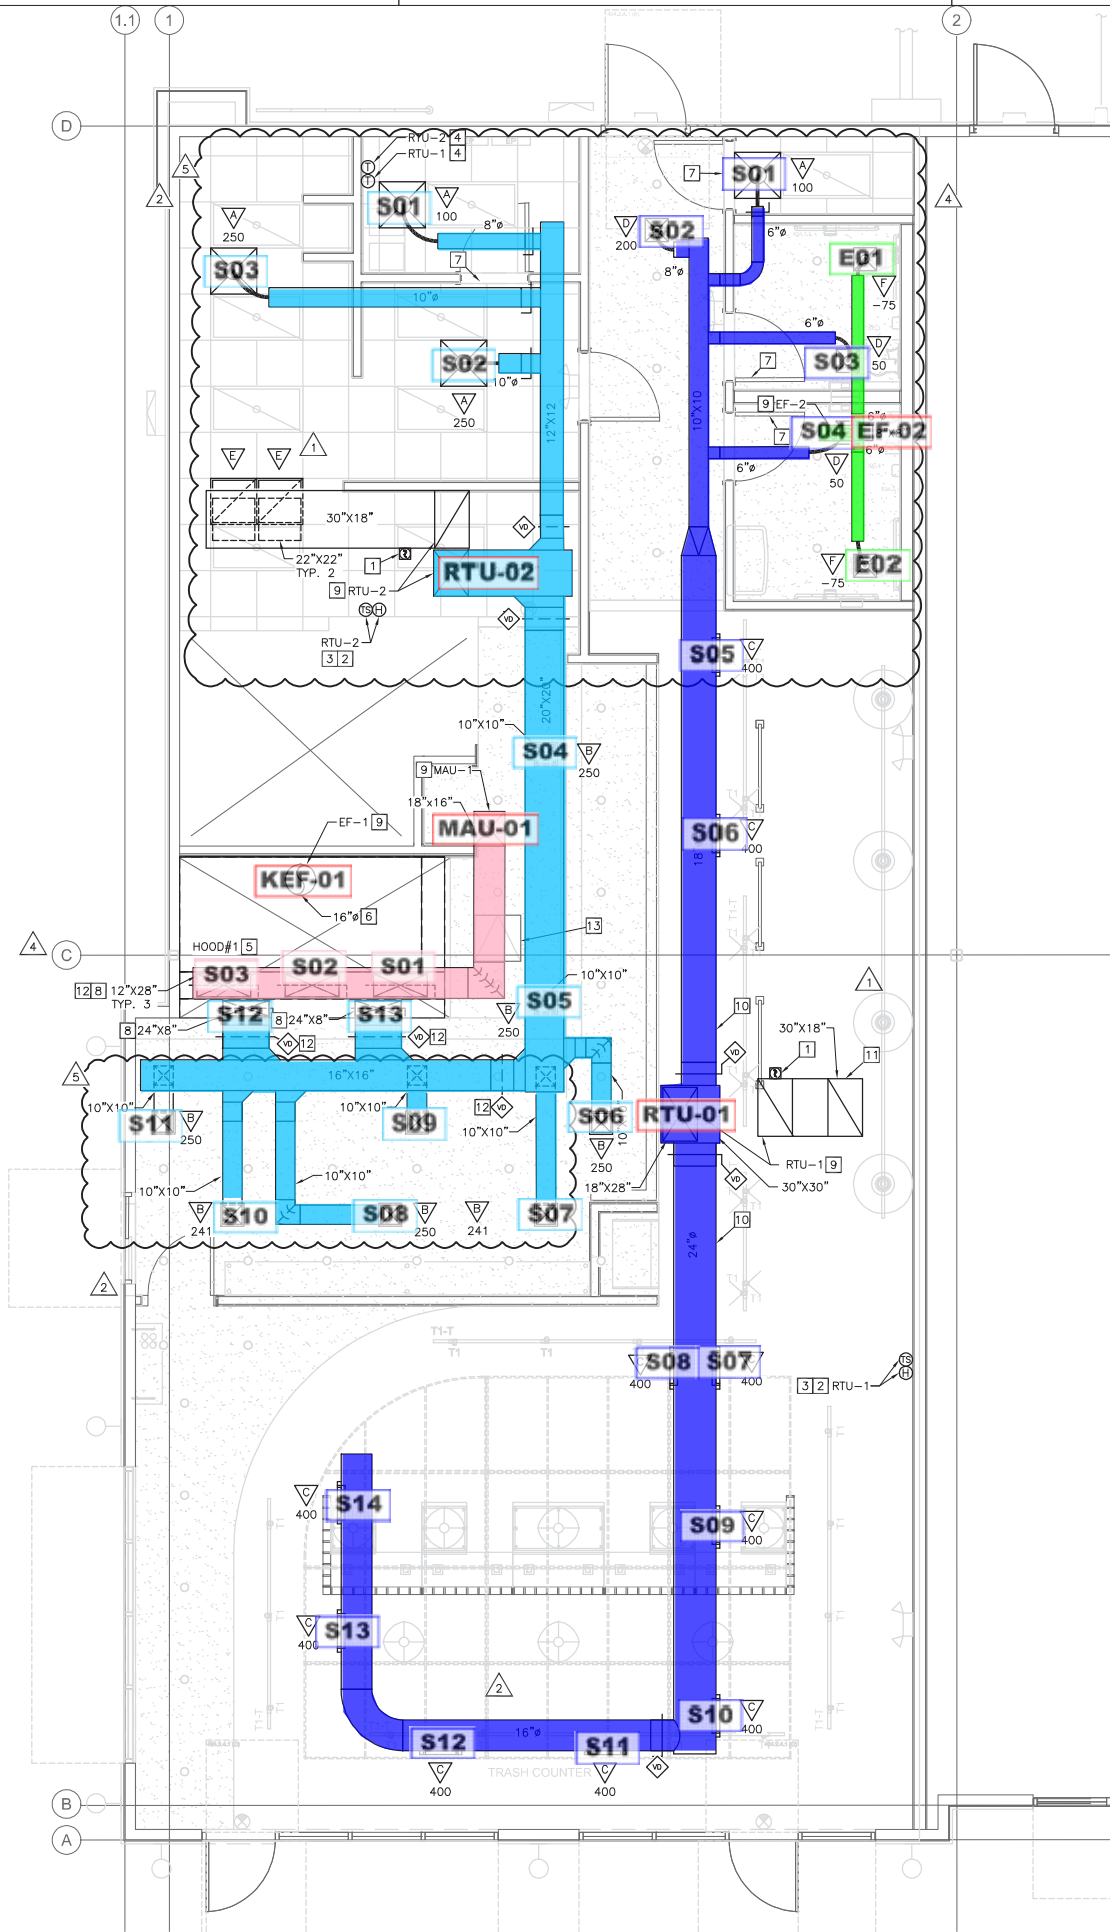 1.1
1
2
D
RTU-2 4
RTU-1 4
T
T
5
2
4
7
S01
A
100
S01
A
100
8"ø
D
200
S02
8"ø
6"ø
A
250
S03
10"ø
7
E01
F
-75
6"ø
S03
D
50
7
S02
10"ø
A
250
12"X12
10"X10
9 EF-2
7
S04
EF-02
6"ø
6"ø
6"ø
D
50
E
E
1
30"X18"
22"X22"
TYP. 2
1
VD
RTU-02
9 RTU-2
F
-75
E02
TS H
RTU-2
3 2
VD
S05
C
400
20"X20"
10"X10"
S04
B
250
9 MAU-1
18"x16"
MAU-01
EF-1 9
S06
C
400
18"
KEF-01
16"ø 6
T1-T
13
4
C
HOOD#1 5
S03
S02
S01
12 8 12"X28"
TYP. 3
10"X10"
1
S12
S13
8 24"X8"
8 24"X8"
B
250
S05
VD 12
VD 12
10
30"X18"
1
11
VD
5
16"X16"
10"X10"
10"X10"
12 VD
S11
B
250
S09
10"X10"
S06
B
250
RTU-01
RTU-1 9
18"X28"
30"X30"
VD
10"X10"
10"X10"
B
241
S10
S08
B
250
B
241
S07
10
24"ø
2
T1-T
T1
T1
S08
S07
C
400
C
400
TS
H
3 2 RTU-1
T1
C
400
S14
S09
C
400
T1
T1
C
400
S13
T1
2
S10
C
400
T1
T1-T
S12
16"ø
S11
VD
C
400
C
400
TRASH COUNTER
B
A